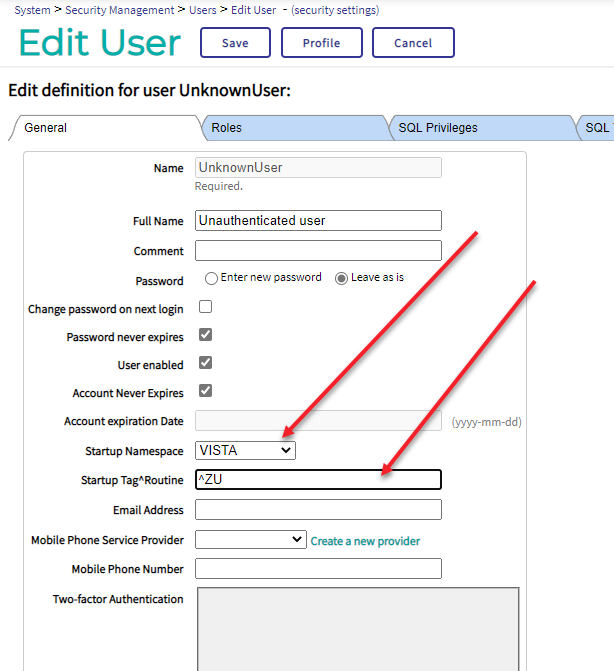 System > Security Management > Users > Edit User - (security settings)
Edit User Save Profile Cancel
Edit definition for user UnknownUser:
General Roles SQL Privileges SQL
Name UnknownUser
Required.
Full Name Unauthenticated user
Comment
Password Enter new password Leave as is
Change password on next login
Password never expires
User enabled
Account Never Expires
Account expiration Date (yyyy-mm-dd)
Startup Namespace VISTA
Startup Tag^Routine ^ZU
Email Address
Mobile Phone Service Provider Create a new provider
Mobile Phone Number
Two-factor Authentication